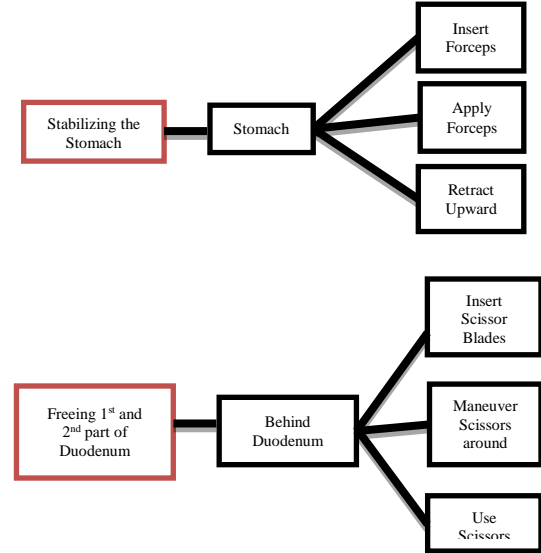 Insert
Forceps
Stabilizing the
Stomach
Stomach
Apply
Forceps
Retract
Upward
Insert
Scissor
Blades
Freeing 1st and
2nd part of
Duodenum
Behind
Duodenum
Maneuver
Scissors
around
Use
Scissors